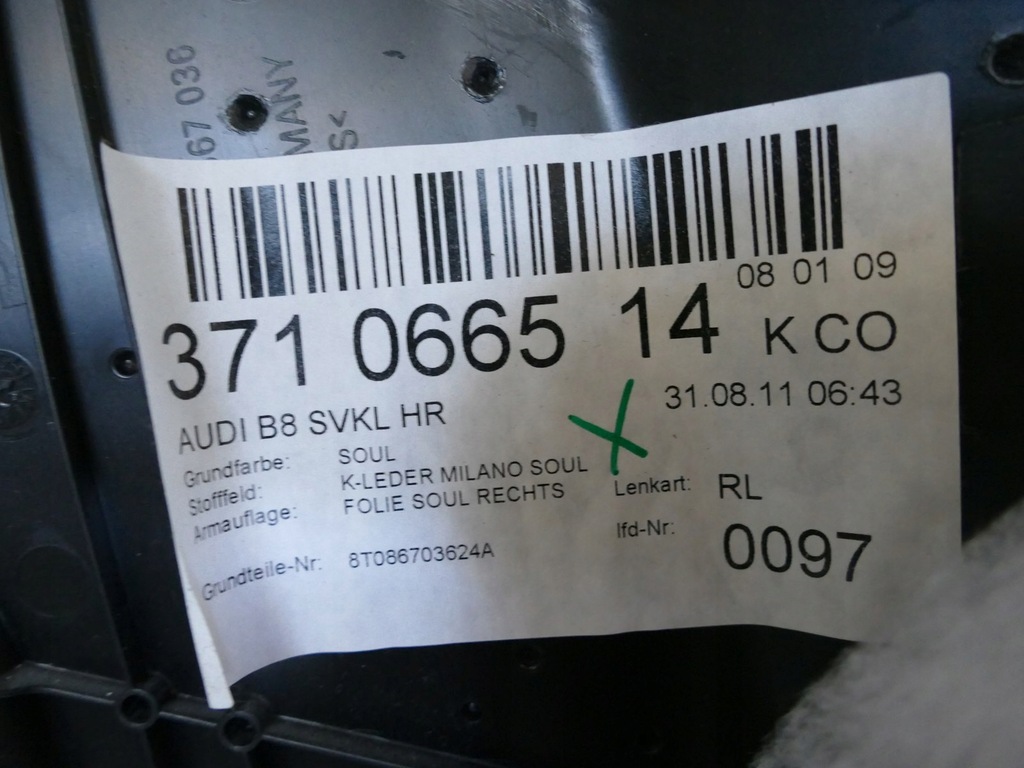 67 036
MANY
S<
08 01 09
371 0665 14 K CO
AUDI B8 SVKL HR
31.08.11 06:43
Grundfarbe: SOUL
Stofffeld: K-LEDER MILANO SOUL
Armauflage: FOLIE SOUL RECHTS
Lenkart: RL
lfd-Nr: 0097
Grundteile-Nr: 8T086703624A